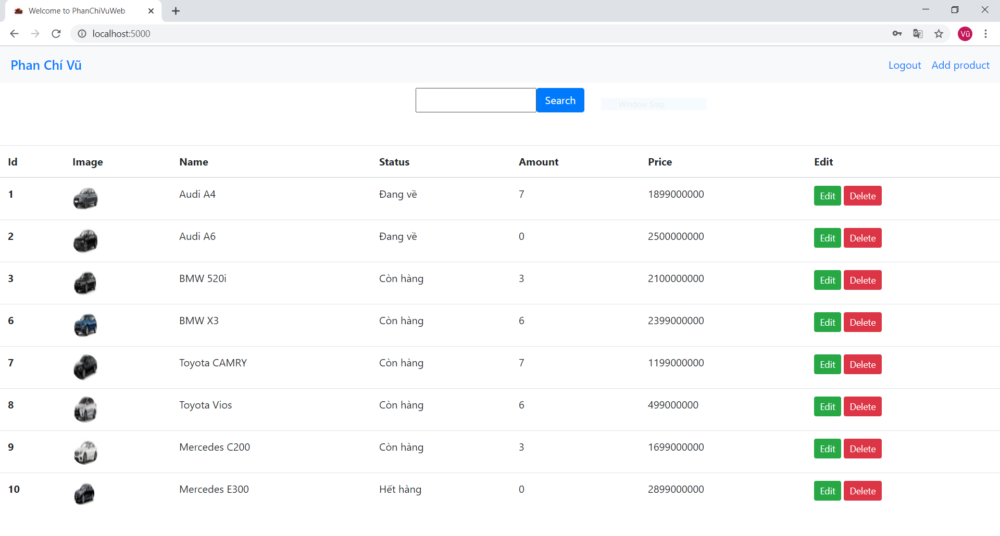 Welcome to PhanChiVuWeb
localhost:5000
Vũ
Phan Chí Vũ
Logout Add product
Search
Window Snip
Id Image Name Status Amount Price Edit
1 Audi A4 Đang về 7 1899000000 Edit Delete
2 Audi A6 Đang về 0 2500000000 Edit Delete
3 BMW 520i Còn hàng 3 2100000000 Edit Delete
6 BMW X3 Còn hàng 6 2399000000 Edit Delete
7 Toyota CAMRY Còn hàng 7 1199000000 Edit Delete
8 Toyota Vios Còn hàng 6 499000000 Edit Delete
9 Mercedes C200 Còn hàng 3 1699000000 Edit Delete
10 Mercedes E300 Hết hàng 0 2899000000 Edit Delete